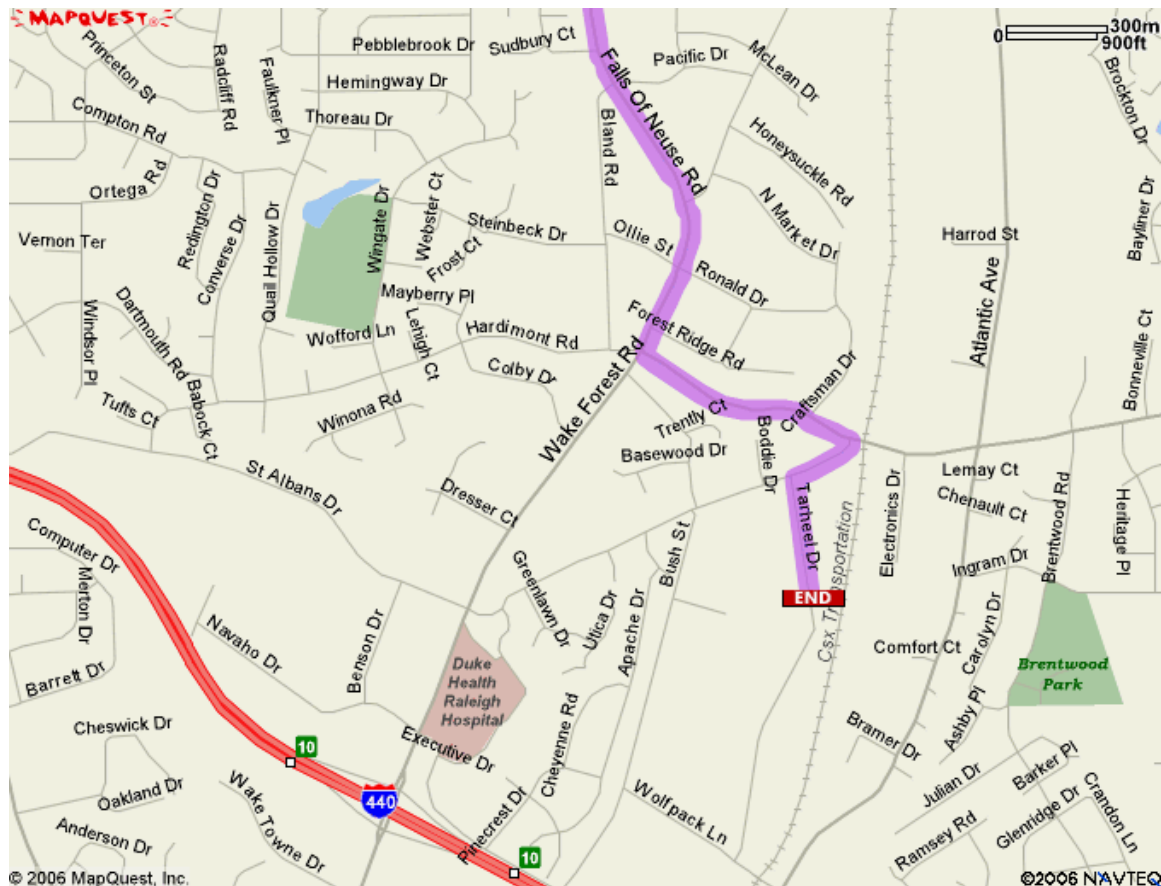 MAPQUEST
300m
0
900ft
Princeton St
Radcliff Rd
Pebblebrook Dr
Sudbury Ct
Falls Of Neuse Rd
Pacific Dr
McLean Dr
Brockton Dr
Compton Rd
Faulkner Pl
Hemingway Dr
Thoreau Dr
Bland Rd
Honeysuckle Rd
N Market Dr
Ortega Rd
Redington Dr
Converse Dr
Quail Hollow Dr
Wingate Dr
Webster Ct
Frost Ct
Steinbeck Dr
Ollie St
Ronald Dr
Harrod St
Bayliner Dr
Vernon Ter
Windsor Pl
Dartmouth Rd
Mayberry Pl
Wofford Ln
Lehigh Ct
Hardimont Rd
Forest Ridge Rd
Atlantic Ave
Bonneville Ct
Tufts Ct
Babock Ct
Winona Rd
Colby Dr
Wake Forest Rd
Trently Ct
Craftsman Dr
Boddie Dr
Basewood Dr
St Albans Dr
Dresser Ct
Tarheel Dr
Electronics Dr
Lemay Ct
Chenault Ct
Brentwood Rd
Heritage Pl
Computer Dr
Merton Dr
Barrett Dr
Navaho Dr
Benson Dr
Greenlawn Dr
Utica Dr
Apache Dr
Bush St
END
Csx Transportation
Ingram Dr
Carolyn Dr
Comfort Ct
Duke
Health
Raleigh
Hospital
Brentwood
Park
Cheswick Dr
Executive Dr
Cheyenne Rd
Ashby Pl
Bramer Dr
10
440
Oakland Dr
Wake Towne Dr
Anderson Dr
Pinecrest Dr
10
Wolfpack Ln
Julian Dr
Barker Pl
Crandon Ln
Glenridge Dr
Ramsey Rd
© 2006 MapQuest, Inc.
©2006 NAVTEQ